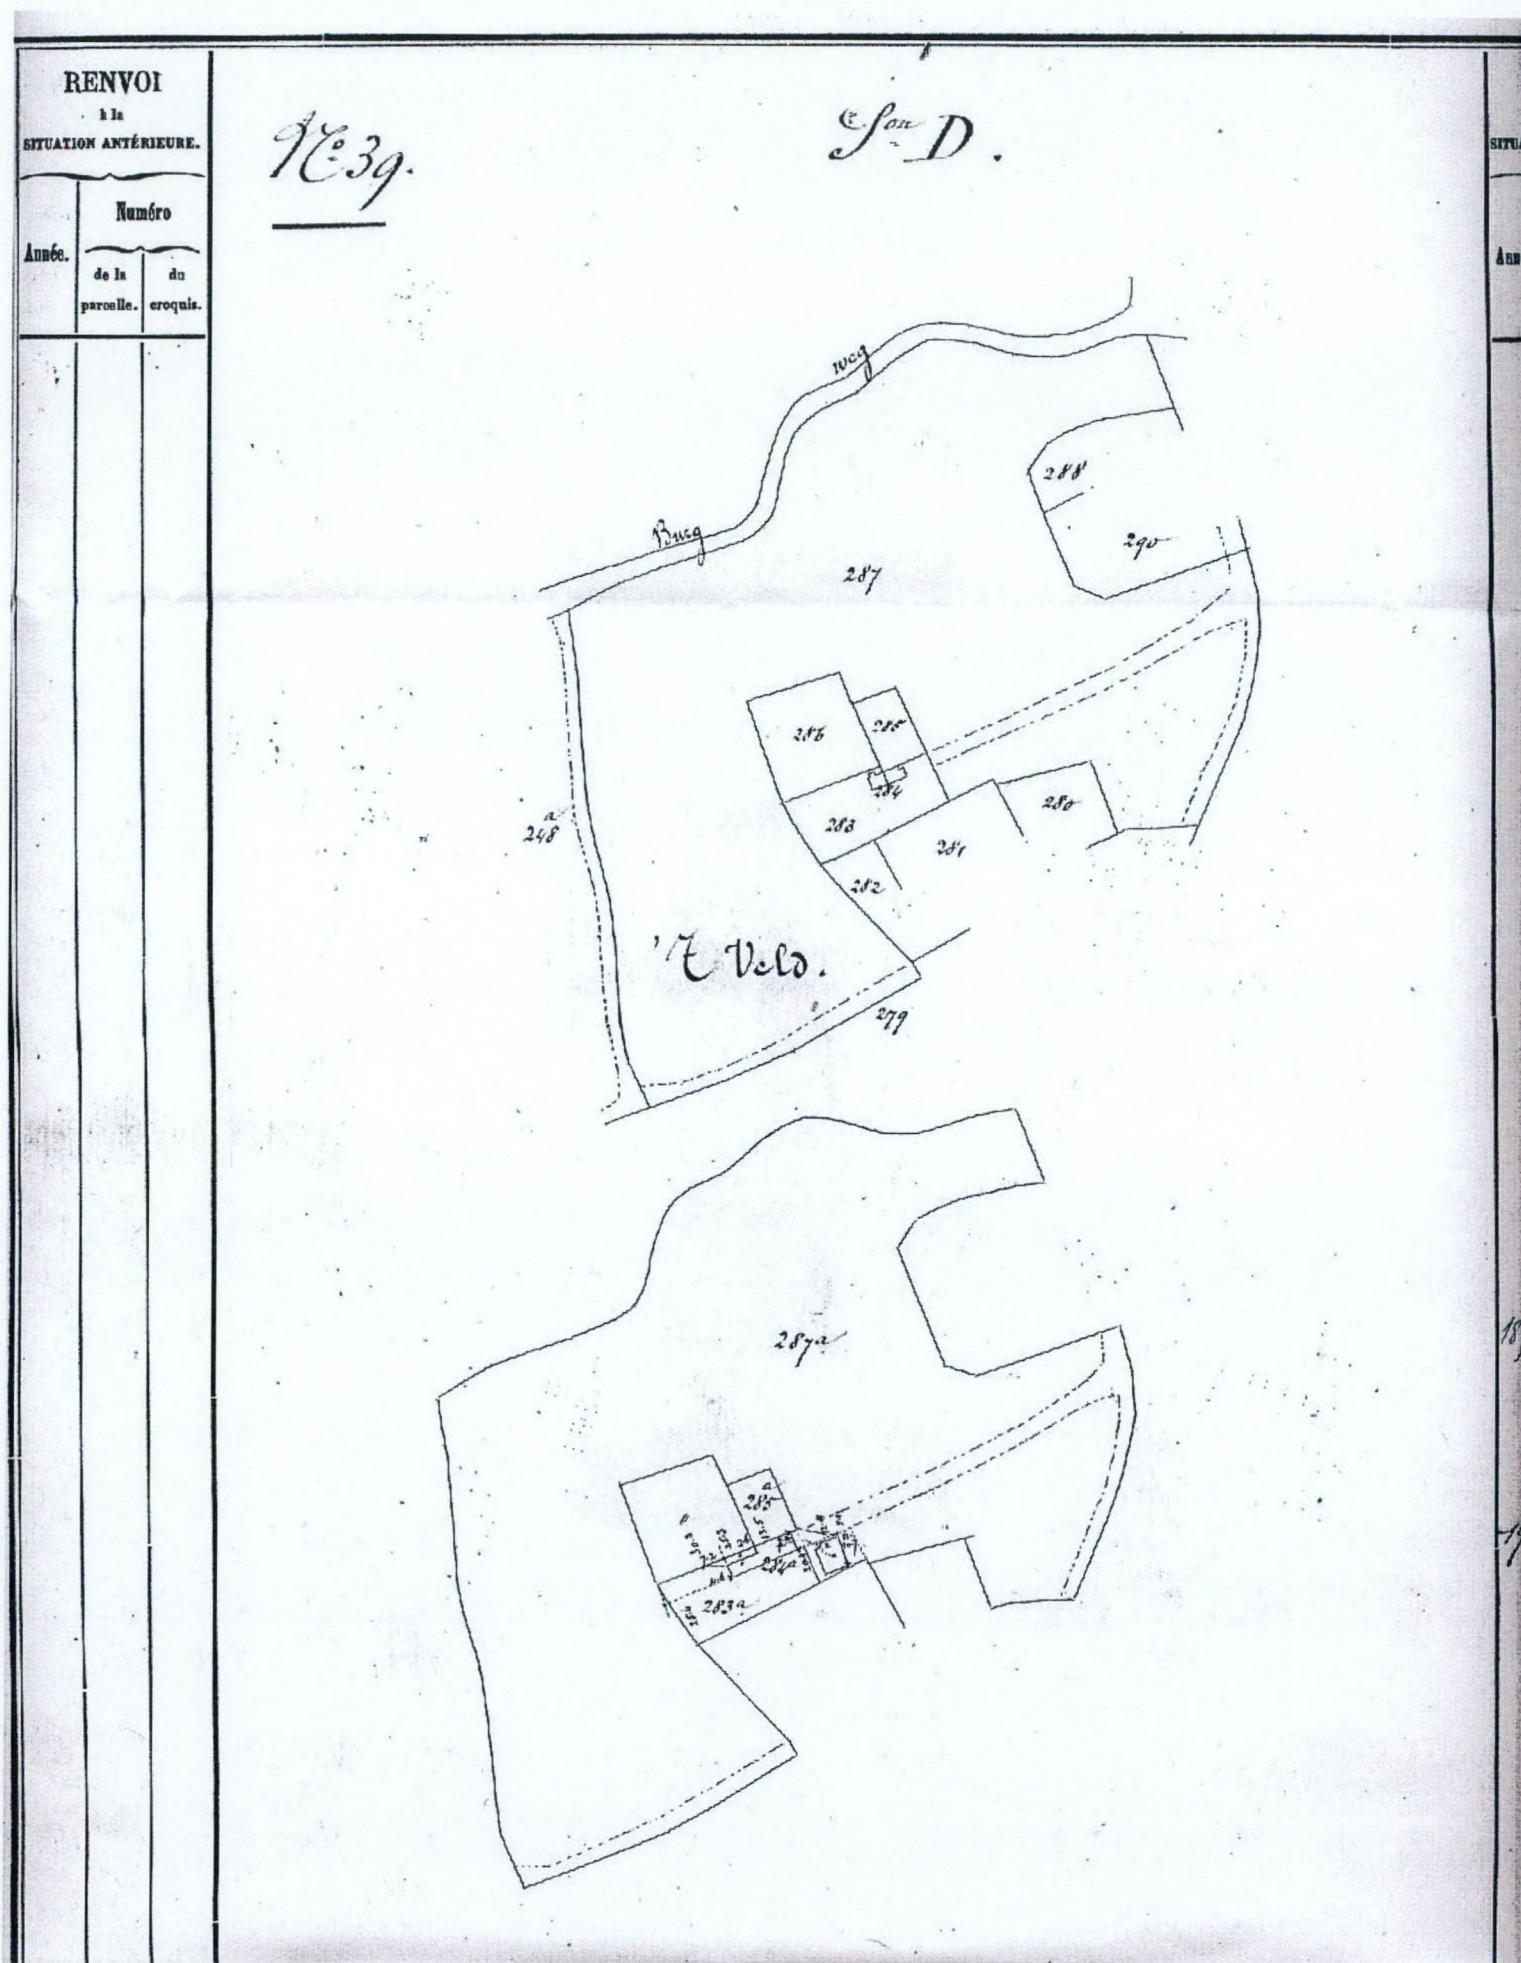 RENVOI
à la
SITUATION ANTÉRIEURE.
Année.
Numéro
de la parcelle.
du croquis.
No. 39.
Son D.
weg
Burg
288
290
287
286
285
284
283
280
281
282
248 a
'T Veld.
279
287a
285 a
284a
283a